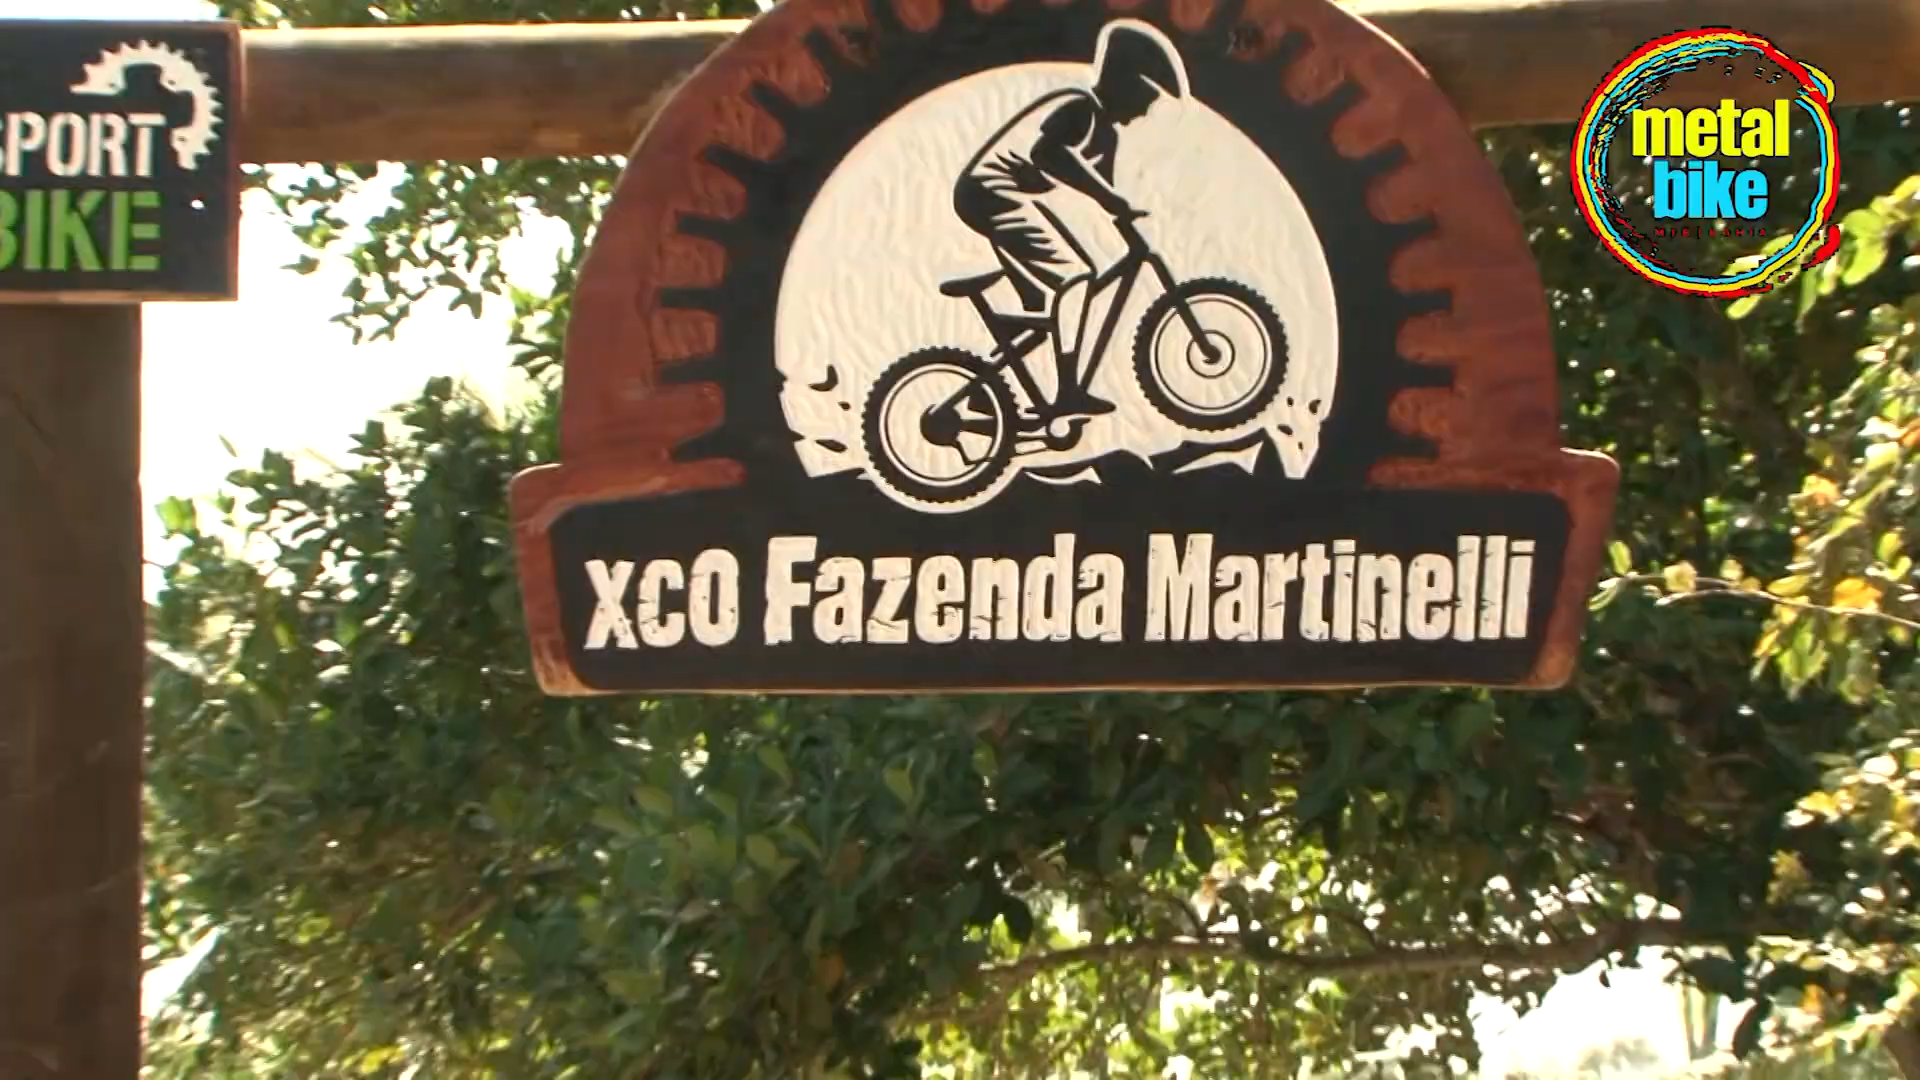 SPORT
BIKE
metal
bike
XCO Fazenda Martinelli